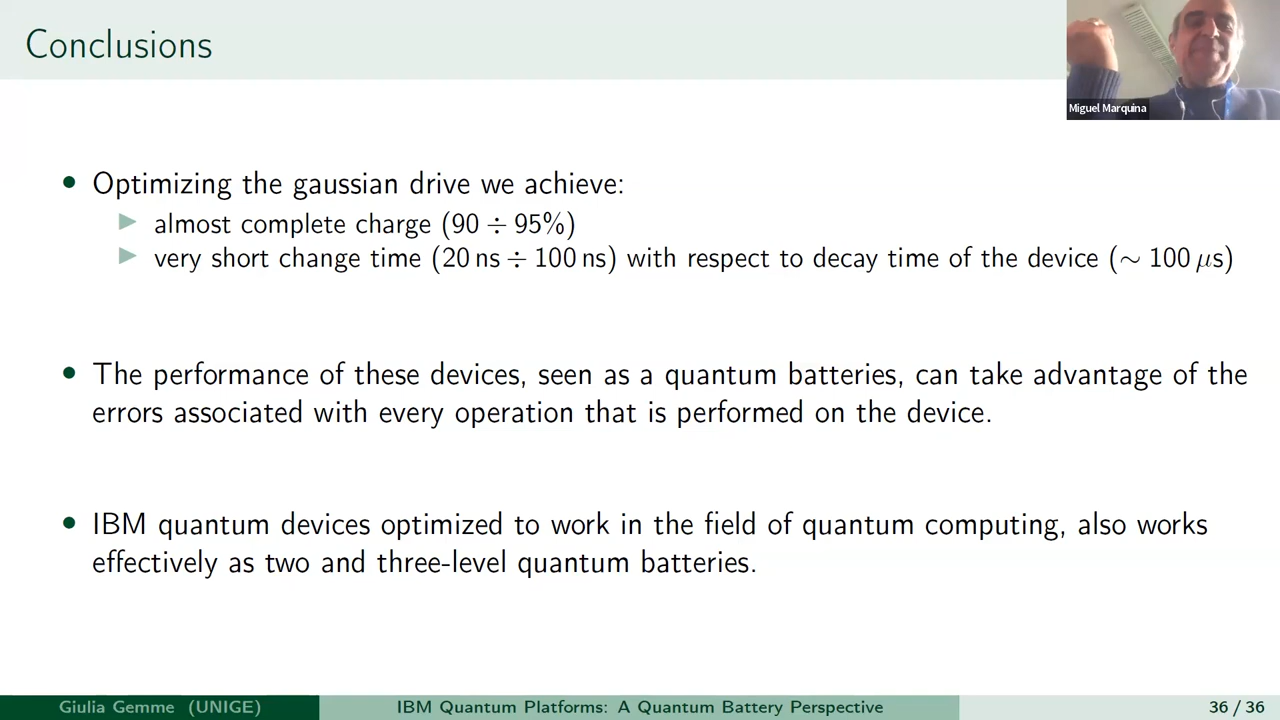 Conclusions
Miguel Marquina
• Optimizing the gaussian drive we achieve:
▶ almost complete charge (90 ÷ 95%)
▶ very short change time (20 ns ÷ 100 ns) with respect to decay time of the device (∼ 100 μs)
• The performance of these devices, seen as a quantum batteries, can take advantage of the
errors associated with every operation that is performed on the device.
• IBM quantum devices optimized to work in the field of quantum computing, also works
effectively as two and three-level quantum batteries.
Giulia Gemme (UNIGE)
IBM Quantum Platforms: A Quantum Battery Perspective
36 / 36